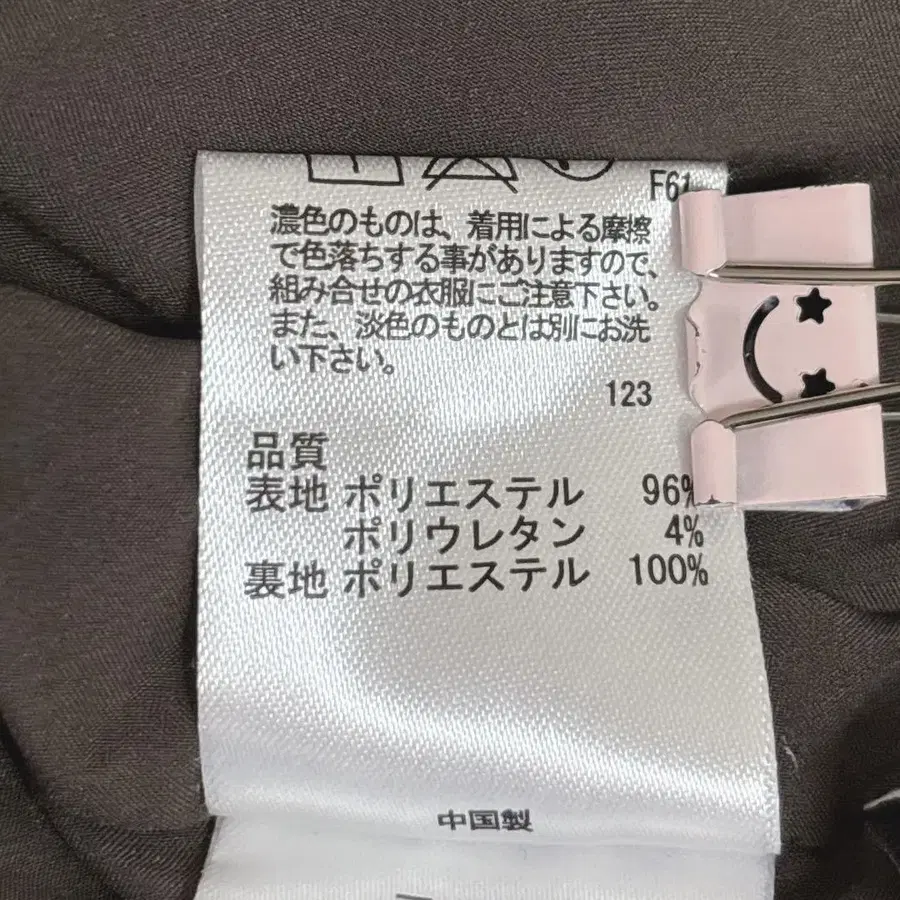 F61
濃色のものは、着用による摩擦
で色落ちする事がありますので、
組み合せの衣服にご注意下さい。
また、淡色のものとは別にお洗
い下さい。
123
品質
表地 ポリエステル 96%
ポリウレタン 4%
裏地 ポリエステル 100%
中国製